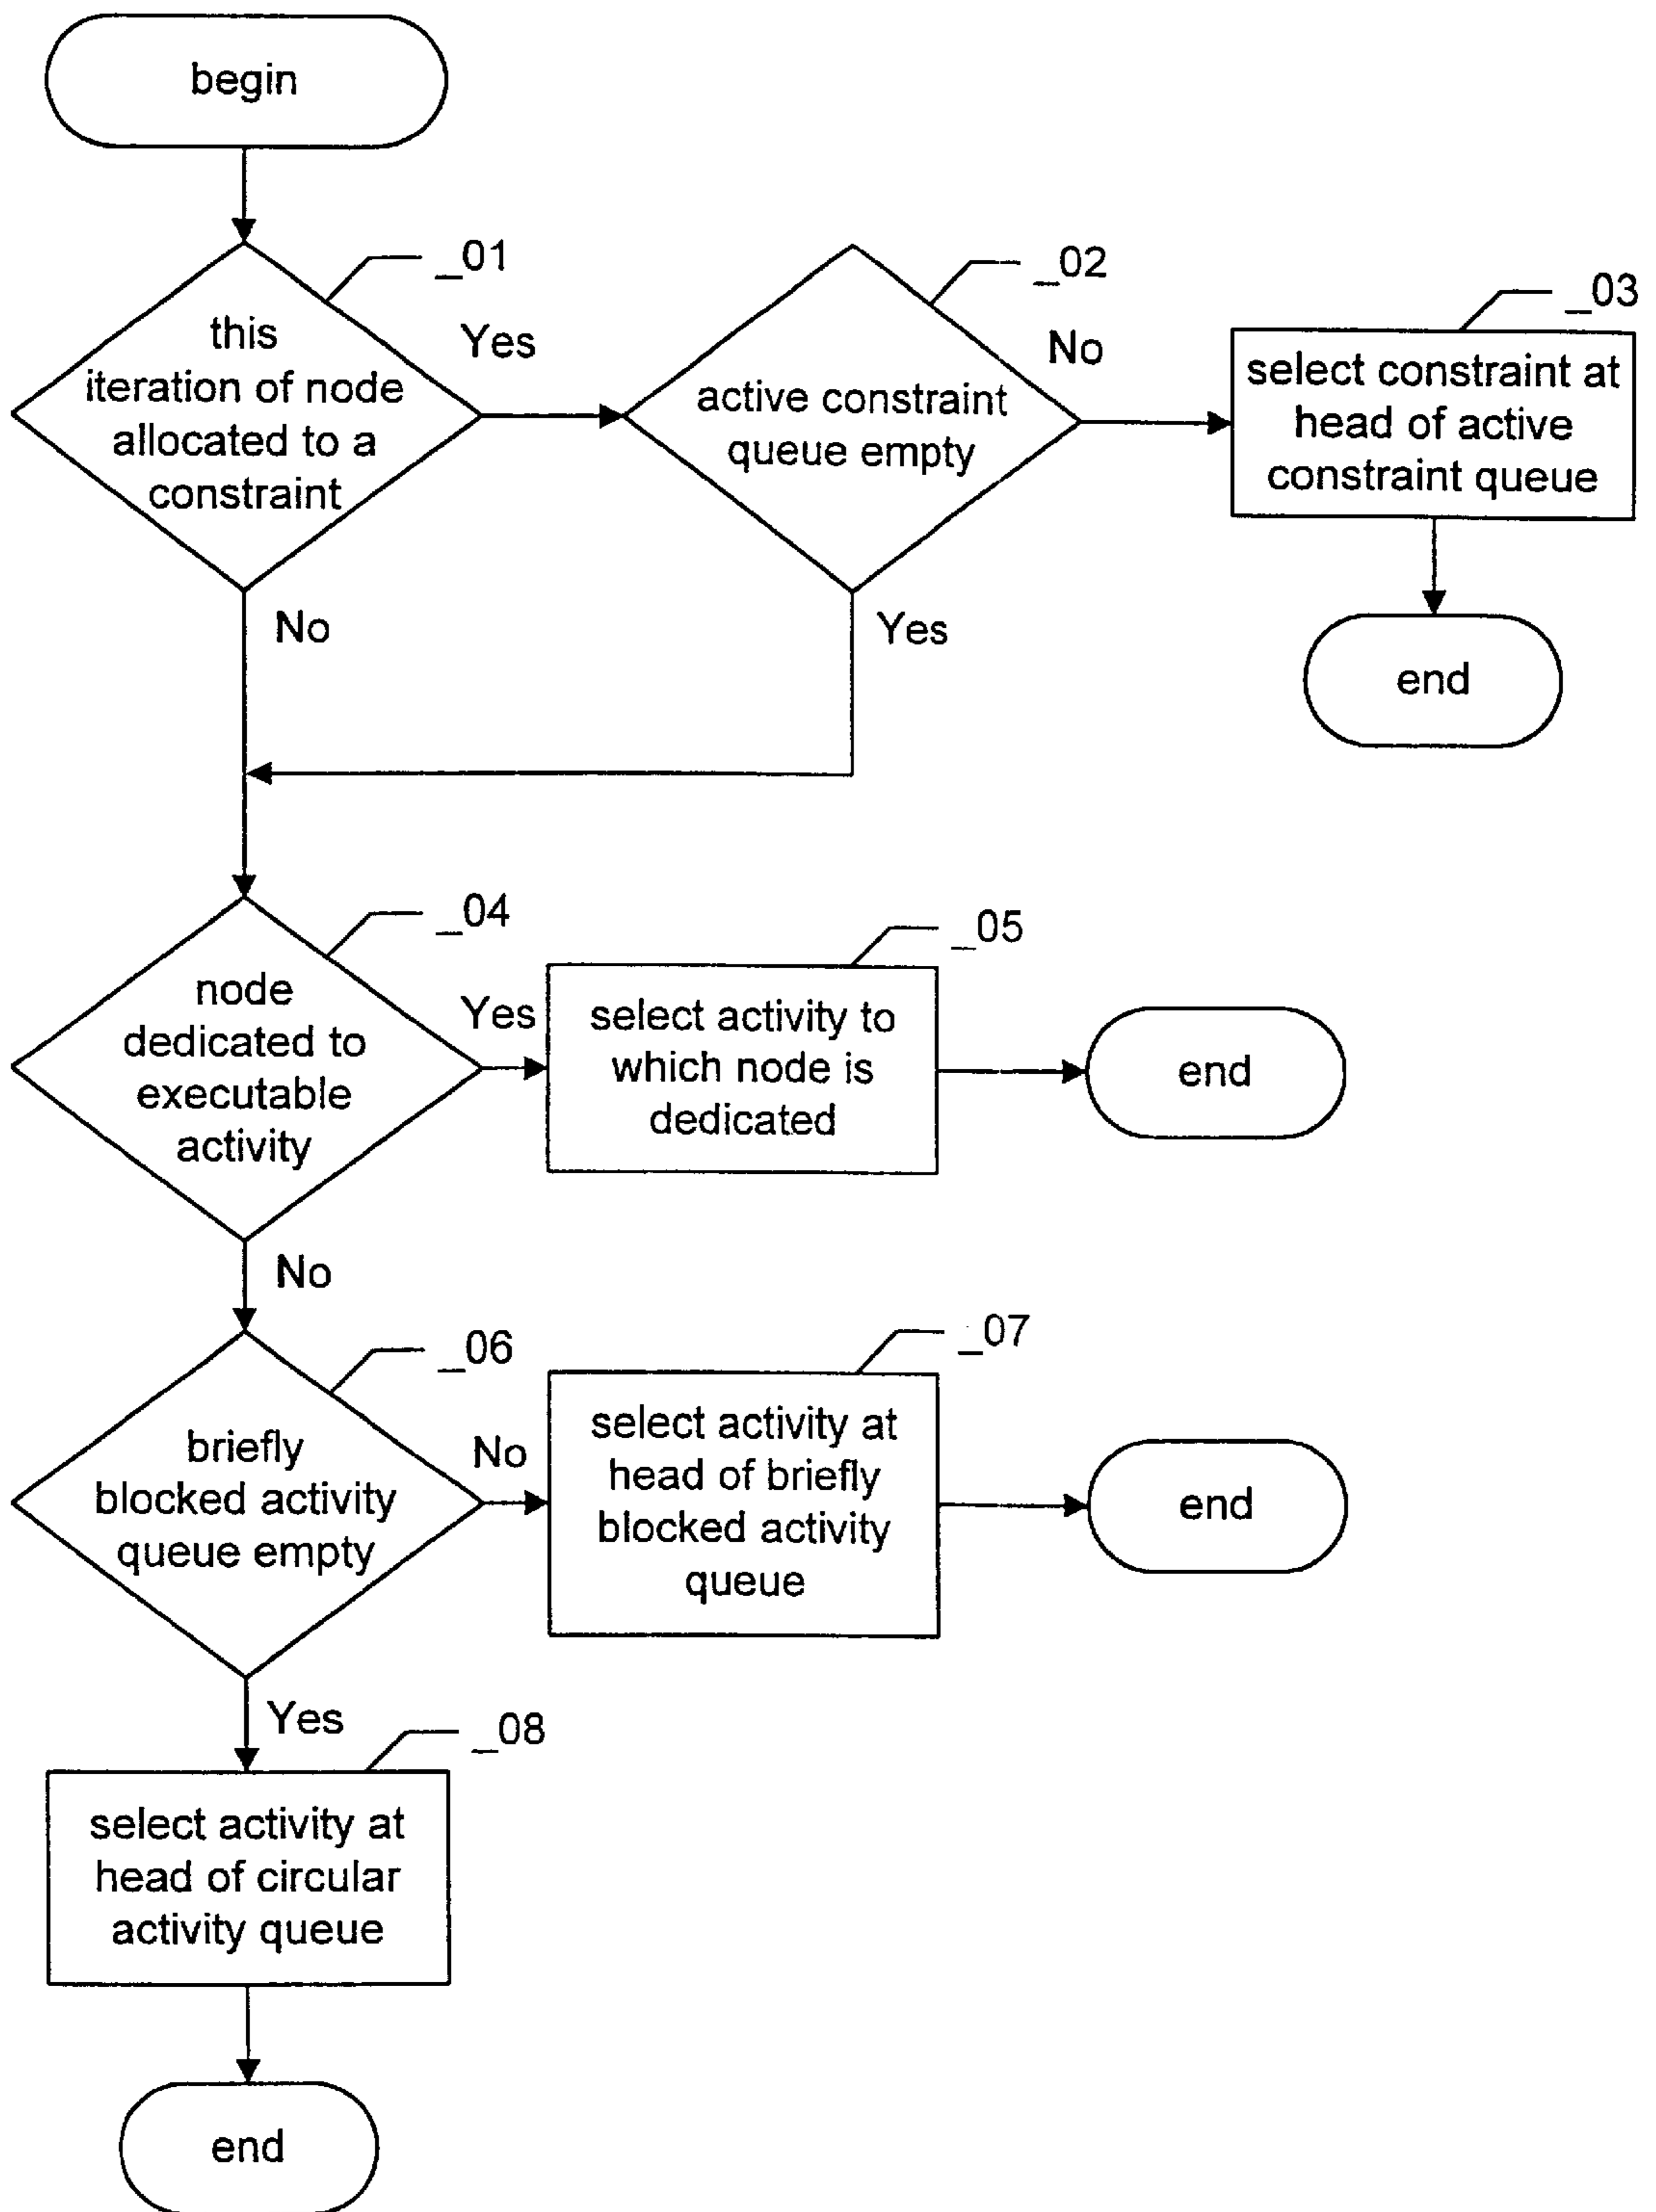 begin
_01
this
iteration of node
allocated to a
constraint
Yes
No
_02
active constraint
queue empty
No
Yes
_03
select constraint at
head of active
constraint queue
end
_04
node
dedicated to
executable
activity
Yes
No
_05
select activity to
which node is
dedicated
end
_06
briefly
blocked activity
queue empty
No
Yes
_07
select activity at
head of briefly
blocked activity
queue
end
_08
select activity at
head of circular
activity queue
end